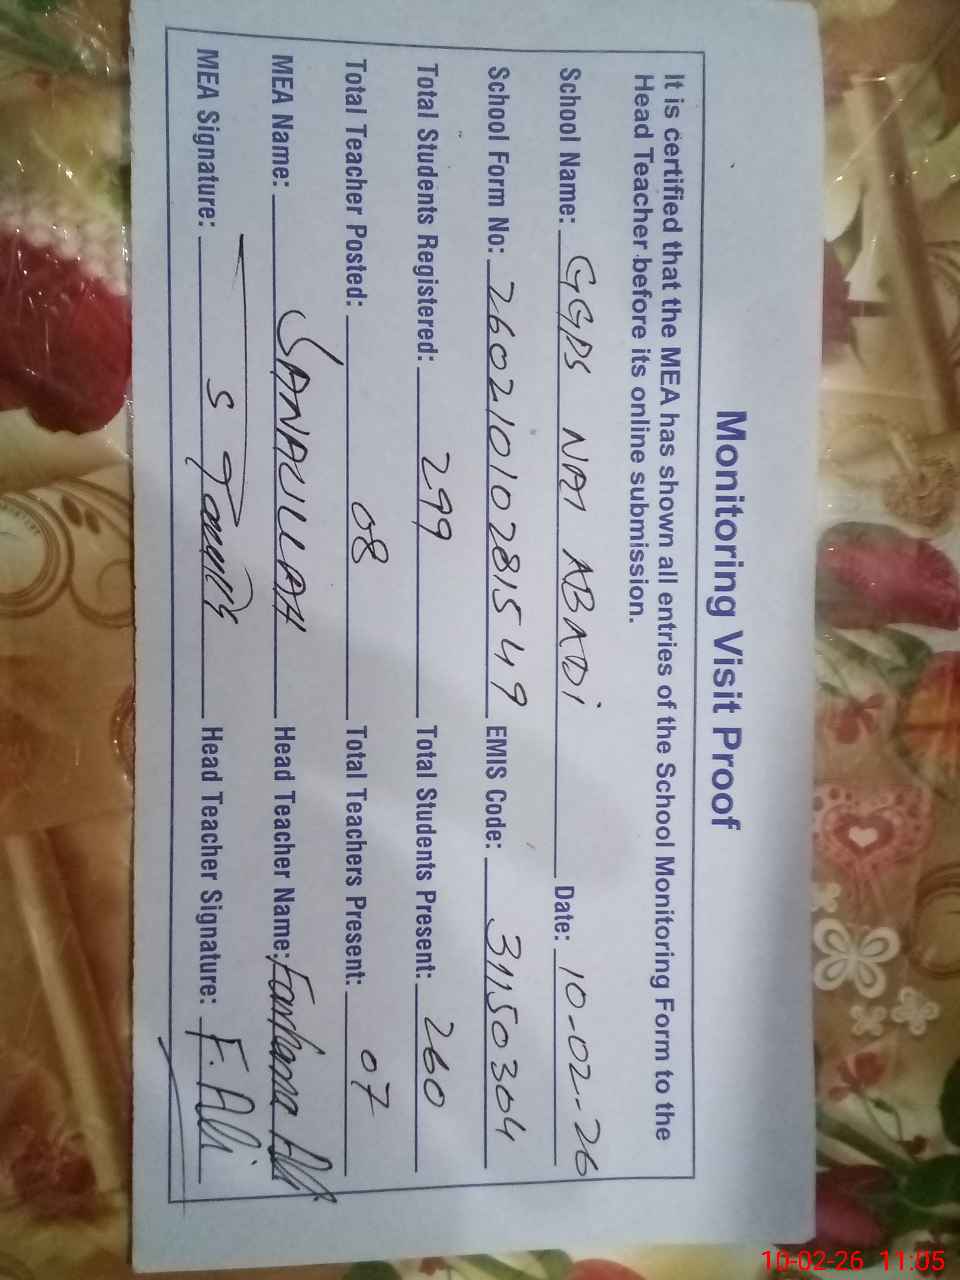 Monitoring Visit Proof
It is certified that the MEA has shown all entries of the School Monitoring Form to the
Head Teacher before its online submission.
School Name: GGPS NAI ABADI Date: 10-02-26
School Form No: 26021010281549 EMIS Code: 31150304
Total Students Registered: 299 Total Students Present: 260
Total Teacher Posted: 08 Total Teachers Present: 07
MEA Name: SANAULLAH Head Teacher Name: Farhana Ali
MEA Signature: Head Teacher Signature: F. Ali
10-02-26 11:05